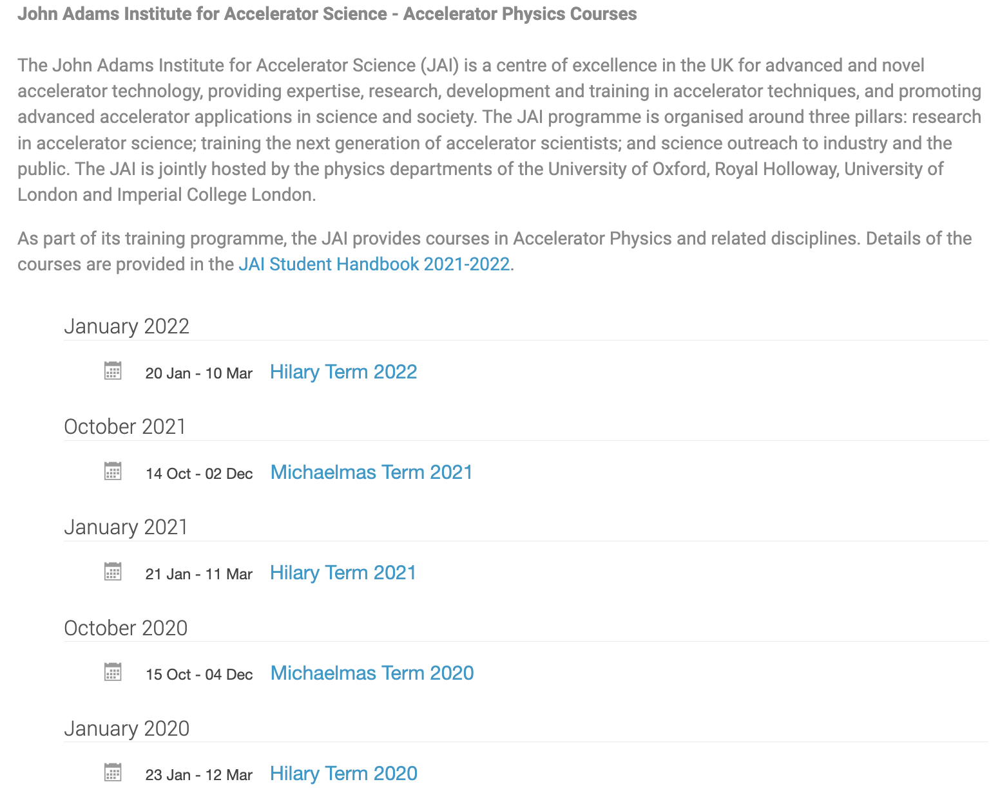 John Adams Institute for Accelerator Science - Accelerator Physics Courses
The John Adams Institute for Accelerator Science (JAI) is a centre of excellence in the UK for advanced and novel
accelerator technology, providing expertise, research, development and training in accelerator techniques, and promoting
advanced accelerator applications in science and society. The JAI programme is organised around three pillars: research
in accelerator science; training the next generation of accelerator scientists; and science outreach to industry and the
public. The JAI is jointly hosted by the physics departments of the University of Oxford, Royal Holloway, University of
London and Imperial College London.
As part of its training programme, the JAI provides courses in Accelerator Physics and related disciplines. Details of the
courses are provided in the JAI Student Handbook 2021-2022.
January 2022
20 Jan - 10 Mar Hilary Term 2022
October 2021
14 Oct - 02 Dec Michaelmas Term 2021
January 2021
21 Jan - 11 Mar Hilary Term 2021
October 2020
15 Oct - 04 Dec Michaelmas Term 2020
January 2020
23 Jan - 12 Mar Hilary Term 2020